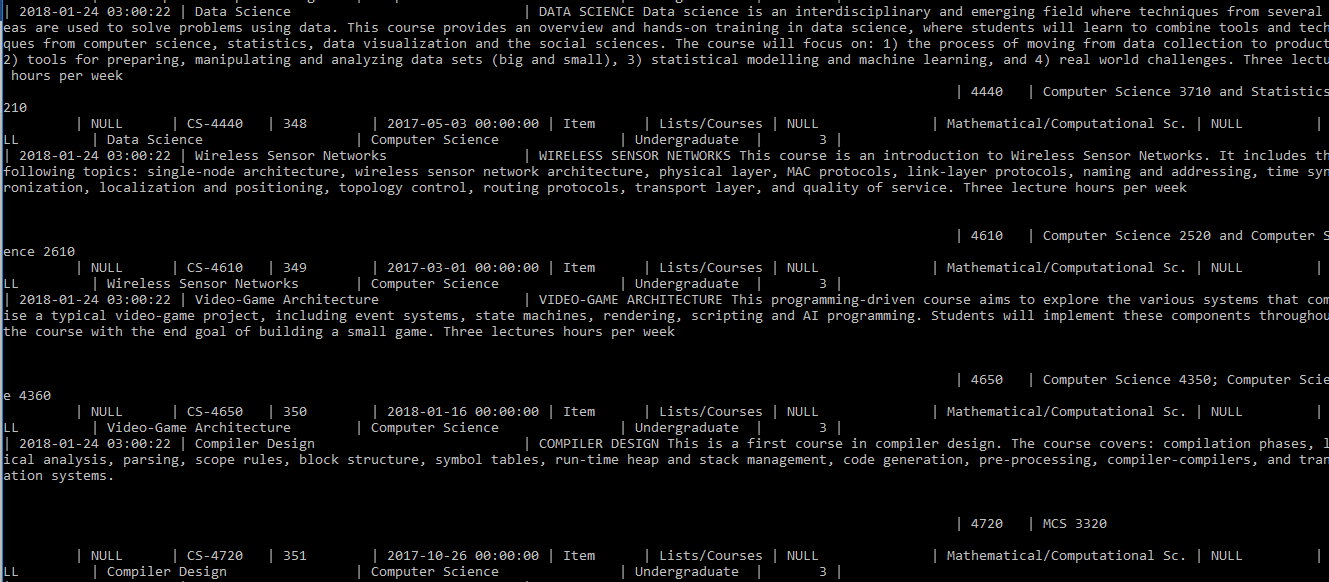 | 2018-01-24 03:00:22 | Data Science | DATA SCIENCE Data science is an interdisciplinary and emerging field where techniques from several
eas are used to solve problems using data. This course provides an overview and hands-on training in data science, where students will learn to combine tools and tech
ques from computer science, statistics, data visualization and the social sciences. The course will focus on: 1) the process of moving from data collection to product
2) tools for preparing, manipulating and analyzing data sets (big and small), 3) statistical modelling and machine learning, and 4) real world challenges. Three lectu
hours per week
| 4440 | Computer Science 3710 and Statistics
210
| NULL | CS-4440 | 348 | 2017-05-03 00:00:00 | Item | Lists/Courses | NULL | Mathematical/Computational Sc. | NULL |
LL | Data Science | Computer Science | Undergraduate | 3 |
| 2018-01-24 03:00:22 | Wireless Sensor Networks | WIRELESS SENSOR NETWORKS This course is an introduction to Wireless Sensor Networks. It includes th
following topics: single-node architecture, wireless sensor network architecture, physical layer, MAC protocols, link-layer protocols, naming and addressing, time syn
ronization, localization and positioning, topology control, routing protocols, transport layer, and quality of service. Three lecture hours per week
| 4610 | Computer Science 2520 and Computer S
ence 2610
| NULL | CS-4610 | 349 | 2017-03-01 00:00:00 | Item | Lists/Courses | NULL | Mathematical/Computational Sc. | NULL |
LL | Wireless Sensor Networks | Computer Science | Undergraduate | 3 |
| 2018-01-24 03:00:22 | Video-Game Architecture | VIDEO-GAME ARCHITECTURE This programming-driven course aims to explore the various systems that com
ise a typical video-game project, including event systems, state machines, rendering, scripting and AI programming. Students will implement these components throughou
the course with the end goal of building a small game. Three lectures hours per week
| 4650 | Computer Science 4350; Computer Scie
e 4360
| NULL | CS-4650 | 350 | 2018-01-16 00:00:00 | Item | Lists/Courses | NULL | Mathematical/Computational Sc. | NULL |
LL | Video-Game Architecture | Computer Science | Undergraduate | 3 |
| 2018-01-24 03:00:22 | Compiler Design | COMPILER DESIGN This is a first course in compiler design. The course covers: compilation phases, l
ical analysis, parsing, scope rules, block structure, symbol tables, run-time heap and stack management, code generation, pre-processing, compiler-compilers, and tran
ation systems.
| 4720 | MCS 3320
| NULL | CS-4720 | 351 | 2017-10-26 00:00:00 | Item | Lists/Courses | NULL | Mathematical/Computational Sc. | NULL |
LL | Compiler Design | Computer Science | Undergraduate | 3 |